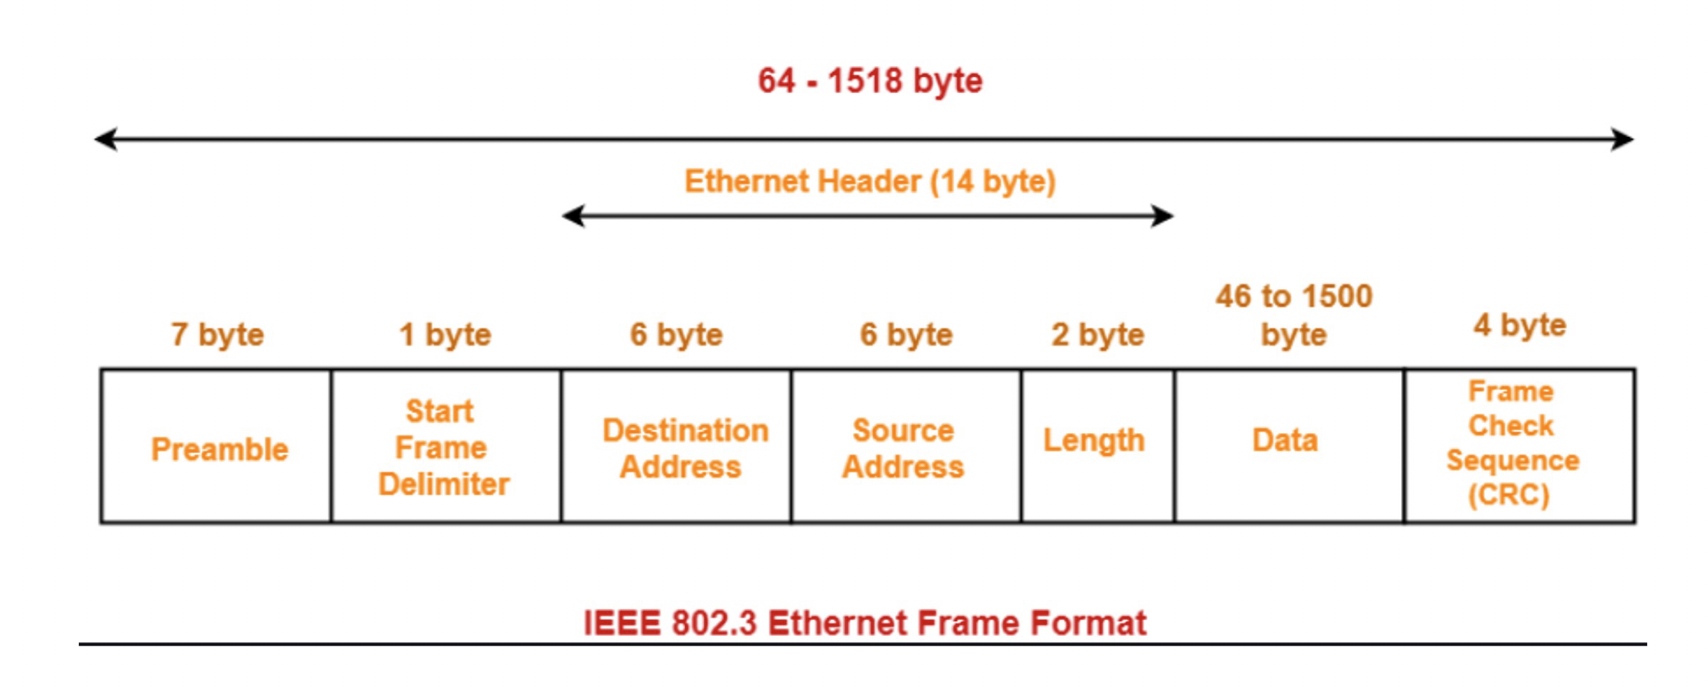 64 - 1518 byte
Ethernet Header (14 byte)
7 byte
1 byte
6 byte
6 byte
2 byte
46 to 1500
byte
4 byte
Preamble
Start
Frame
Delimiter
Destination
Address
Source
Address
Length
Data
Frame
Check
Sequence
(CRC)
IEEE 802.3 Ethernet Frame Format